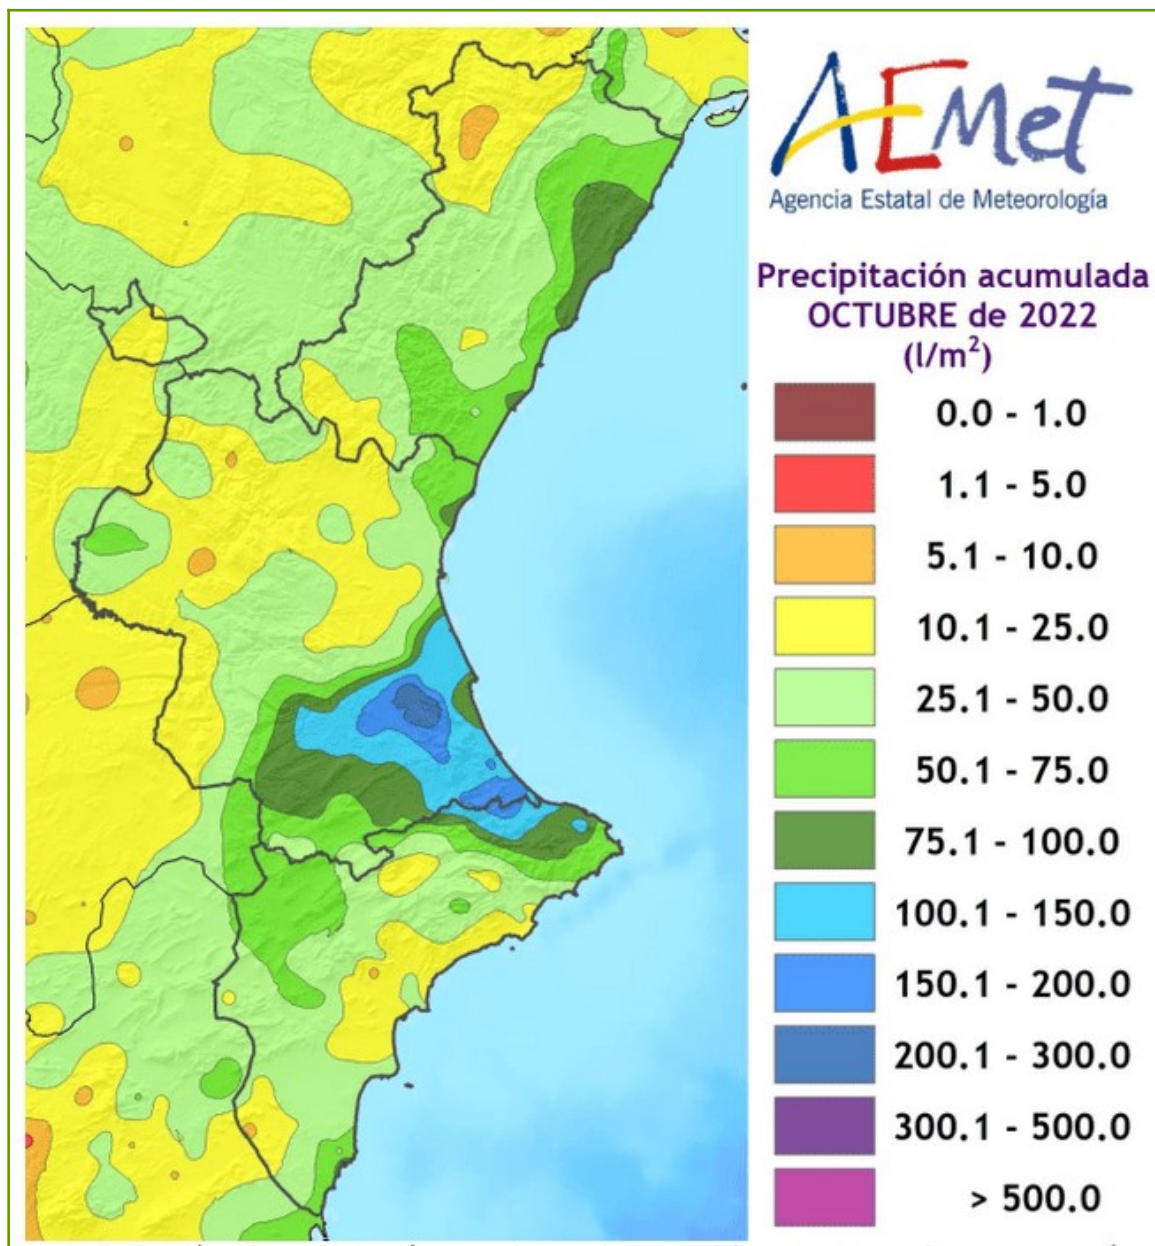 AEMet
Agencia Estatal de Meteorología
Precipitación acumulada
OCTUBRE de 2022
(l/m²)
0.0 - 1.0
1.1 - 5.0
5.1 - 10.0
10.1 - 25.0
25.1 - 50.0
50.1 - 75.0
75.1 - 100.0
100.1 - 150.0
150.1 - 200.0
200.1 - 300.0
300.1 - 500.0
> 500.0